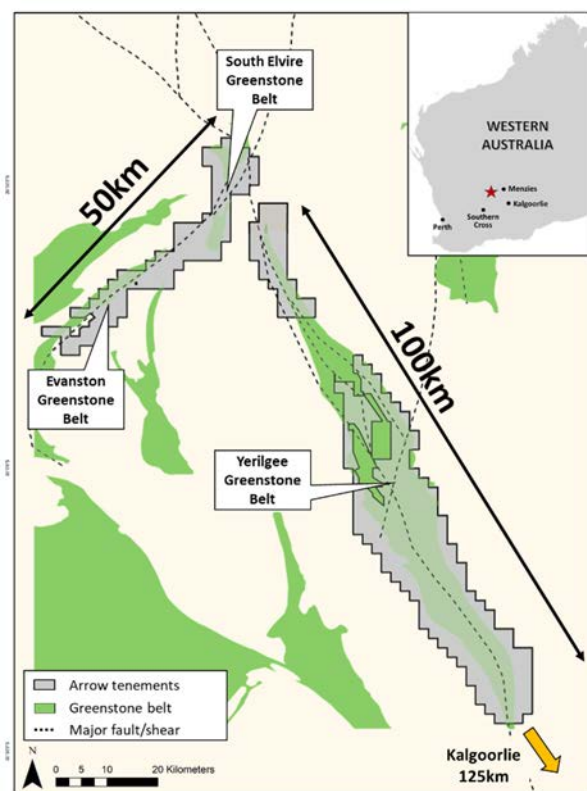 South Elvire
Greenstone
Belt
WESTERN
AUSTRALIA
Menzies
Kalgoorlie
Southern
Cross
Perth
50km
100km
Evanston
Greenstone
Belt
Yerilgee
Greenstone
Belt
Arrow tenements
Greenstone belt
Major fault/shear
N
0 5 10 20 Kilometers
Kalgoorlie
125km